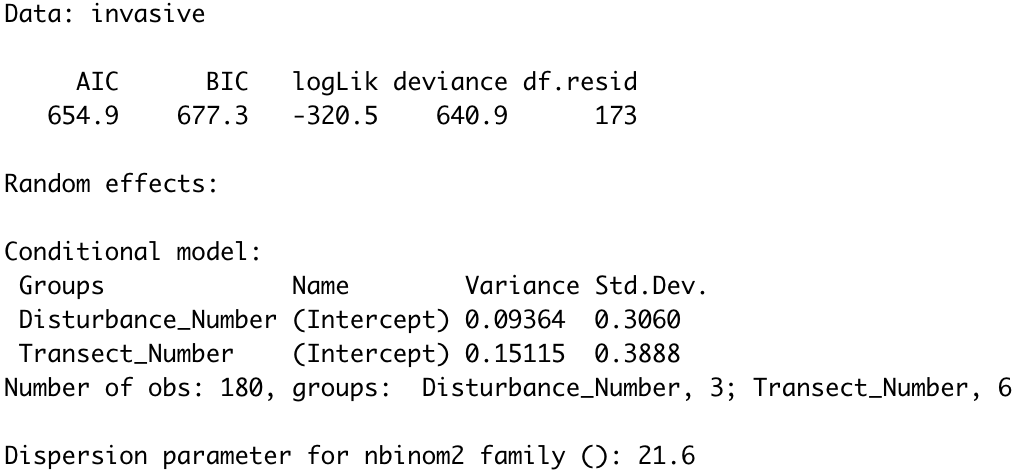 Data: invasive
AIC BIC logLik deviance df.resid
654.9 677.3 -320.5 640.9 173
Random effects:
Conditional model:
Groups Name Variance Std.Dev.
Disturbance_Number (Intercept) 0.09364 0.3060
Transect_Number (Intercept) 0.15115 0.3888
Number of obs: 180, groups: Disturbance_Number, 3; Transect_Number, 6
Dispersion parameter for nbinom2 family (): 21.6